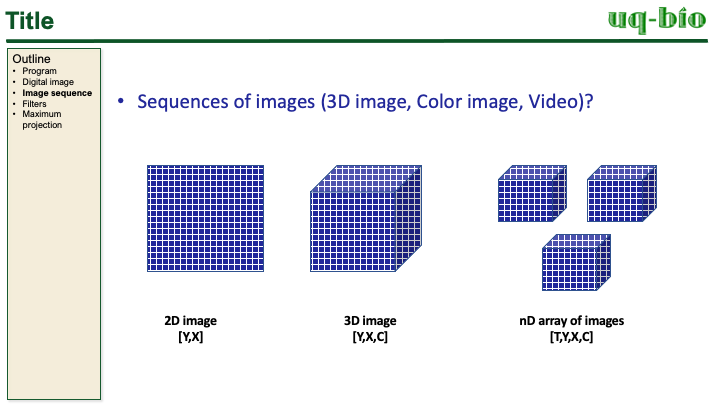 Title
uq-bio
Outline
• Program
• Digital image
• Image sequence
• Filters
• Maximum
projection
• Sequences of images (3D image, Color image, Video)?
2D image
[Y,X]
3D image
[Y,X,C]
nD array of images
[T,Y,X,C]